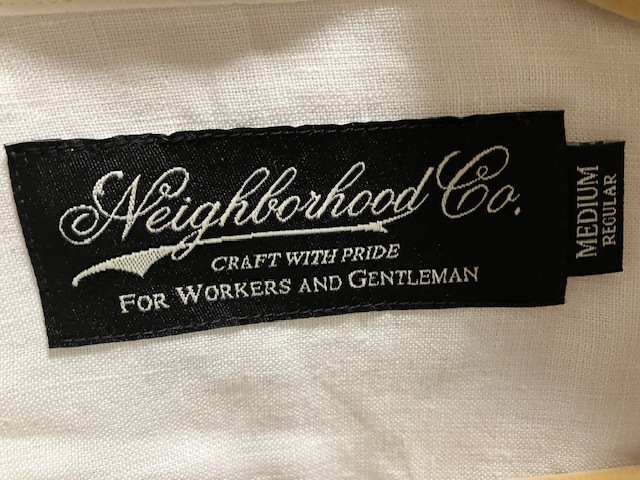 Neighborhood Co.
CRAFT WITH PRIDE
FOR WORKERS AND GENTLEMAN
MEDIUM
REGULAR